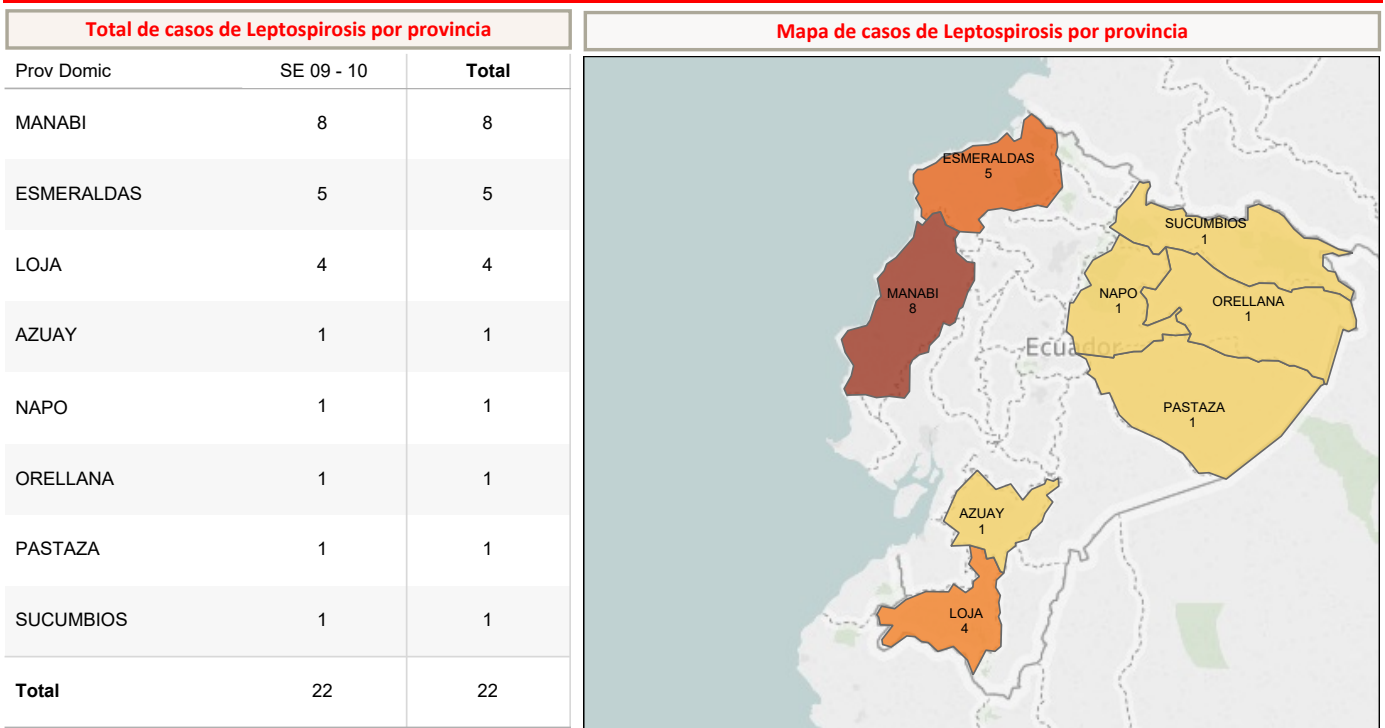 Total de casos de Leptospirosis por provincia
Prov Domic SE 09 - 10 Total
MANABI 8 8
ESMERALDAS 5 5
LOJA 4 4
AZUAY 1 1
NAPO 1 1
ORELLANA 1 1
PASTAZA 1 1
SUCUMBIOS 1 1
Total 22 22
Mapa de casos de Leptospirosis por provincia
ESMERALDAS
5
SUCUMBIOS
1
MANABI
8
NAPO
1
ORELLANA
1
Ecuador
PASTAZA
1
AZUAY
1
LOJA
4